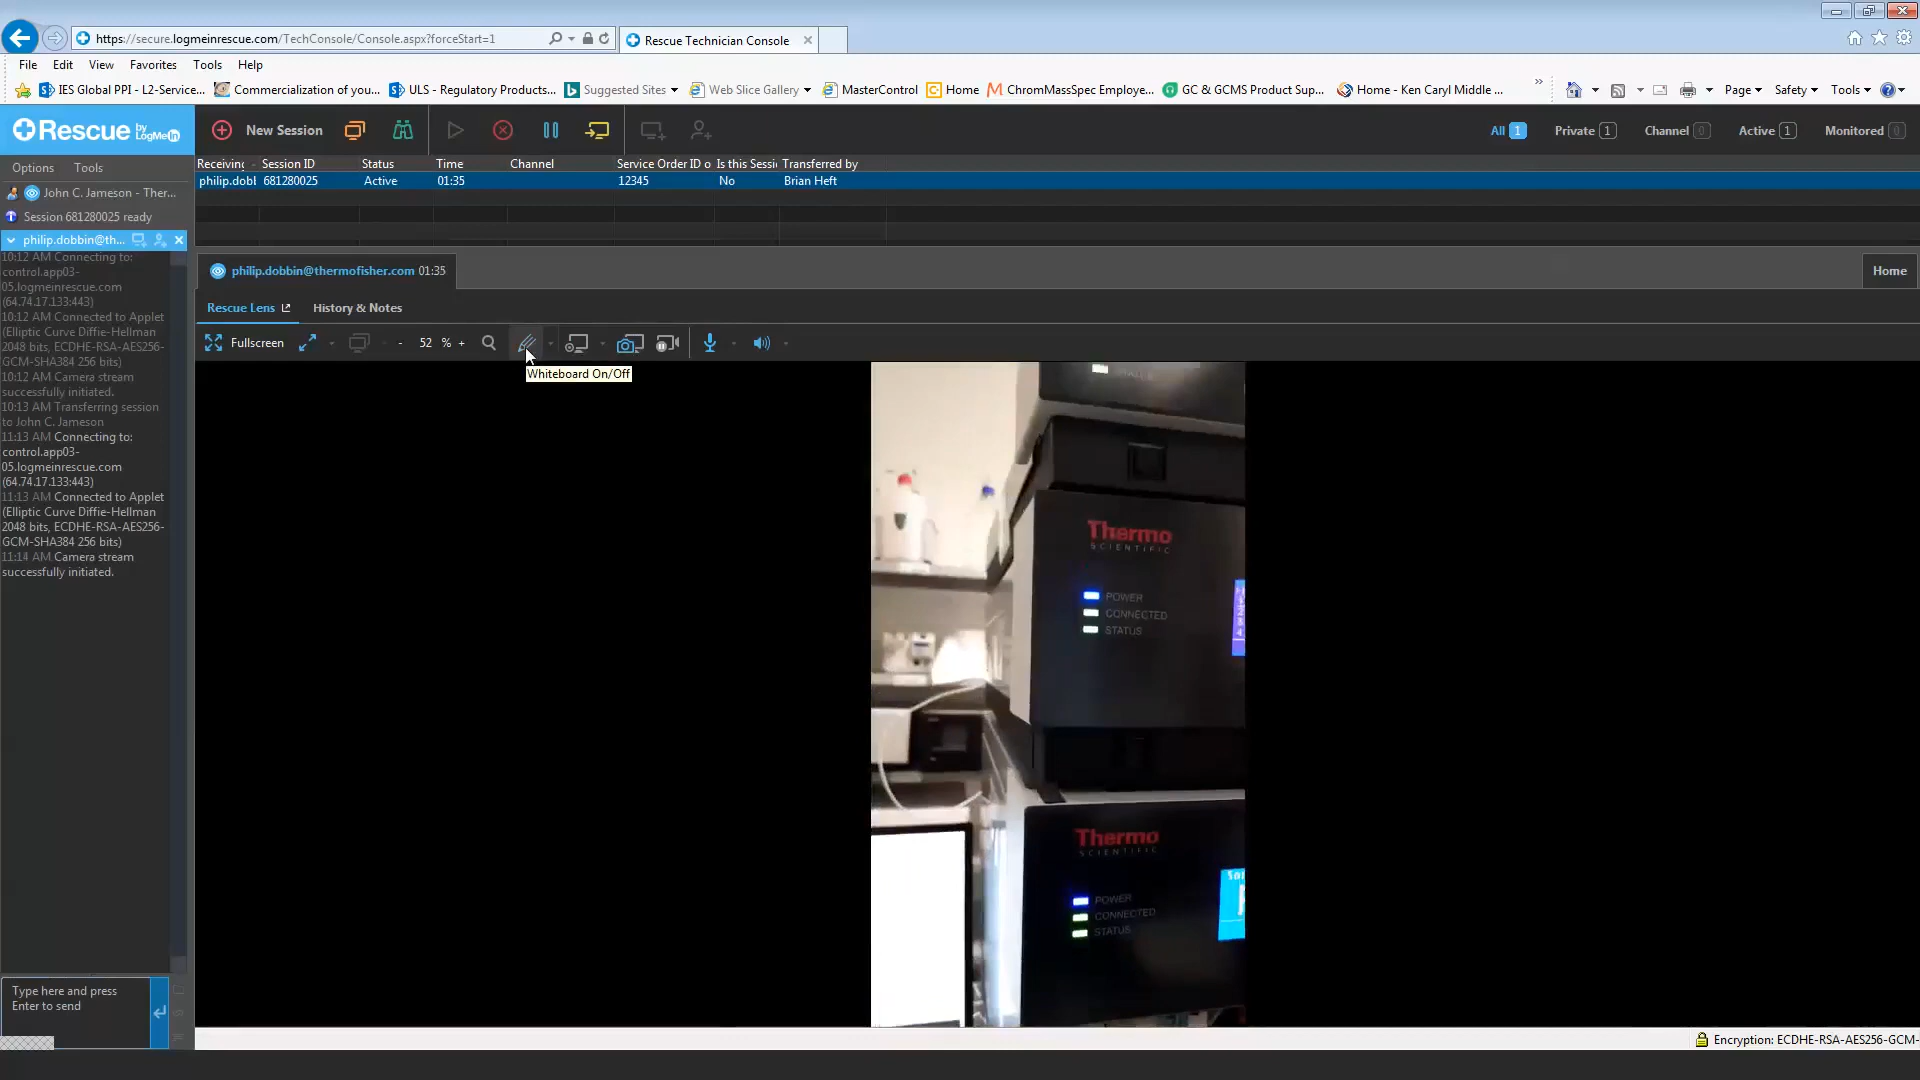 https://secure.logmeinrescue.com/TechConsole/Console.aspx?forceStart=1
Rescue Technician Console
File Edit View Favorites Tools Help
IES Global PPI - L2-Service... Commercialization of you... ULS - Regulatory Products... Suggested Sites Web Slice Gallery MasterControl Home ChromMassSpec Employe... GC & GCMS Product Sup... Home - Ken Caryl Middle ... Page Safety Tools
Rescue by LogMeIn New Session All 1 Private 1 Channel 0 Active 1 Monitored 0
Options Tools
Receiving Session ID Status Time Channel Service Order ID o Is this Sessi Transferred by
philip.dobl 681280025 Active 01:35 12345 No Brian Heft
John C. Jameson - Ther...
Session 681280025 ready
philip.dobbin@th...
10:12 AM Connecting to:
control.app03-
05.logmeinrescue.com
(64.74.17.133:443)
10:12 AM Connected to Applet
(Elliptic Curve Diffie-Hellman
2048 bits, ECDHE-RSA-AES256-
GCM-SHA384 256 bits)
10:12 AM Camera stream
successfully initiated.
10:13 AM Transferring session
to John C. Jameson
11:13 AM Connecting to:
control.app03-
05.logmeinrescue.com
(64.74.17.133:443)
11:13 AM Connected to Applet
(Elliptic Curve Diffie-Hellman
2048 bits, ECDHE-RSA-AES256-
GCM-SHA384 256 bits)
11:14 AM Camera stream
successfully initiated.
Type here and press
Enter to send
philip.dobbin@thermofisher.com 01:35
Home
Rescue Lens History & Notes
Fullscreen - 52 % +
Whiteboard On/Off
Thermo
SCIENTIFIC
POWER
CONNECTED
STATUS
Thermo
SCIENTIFIC
POWER
CONNECTED
STATUS
Encryption: ECDHE-RSA-AES256-GCM-